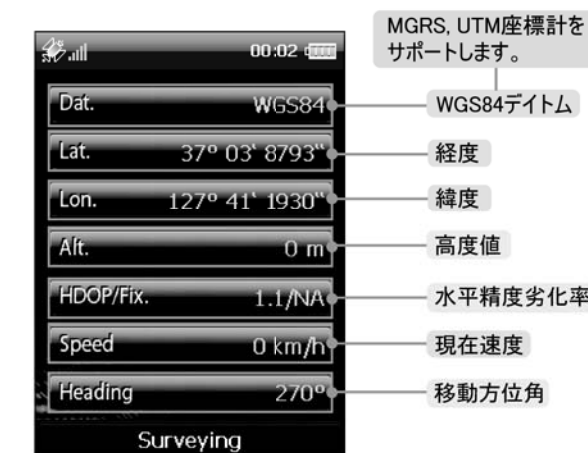 MGRS, UTM座標計を
サポートします。
00:02
Dat. WGS84 WGS84デイトム
Lat. 37º 03' 8793" 経度
Lon. 127º 41' 1930" 緯度
Alt. 0 m 高度値
HDOP/Fix. 1.1/NA 水平精度劣化率
Speed 0 km/h 現在速度
Heading 270º 移動方位角
Surveying